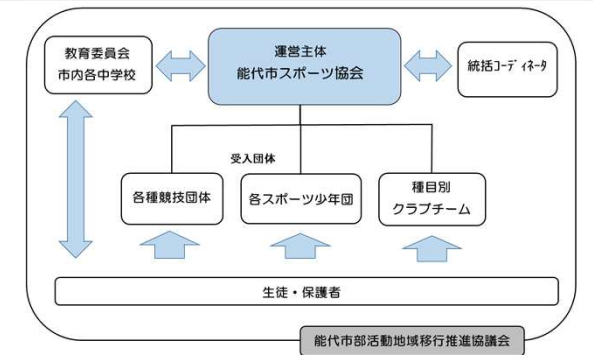 教育委員会
市内各中学校
運営主体
能代市スポーツ協会
統括ｺｰﾃﾞｨﾈｰﾀ
受入団体
各種競技団体
各スポーツ少年団
種目別
クラブチーム
生徒・保護者
能代市部活動地域移行推進協議会